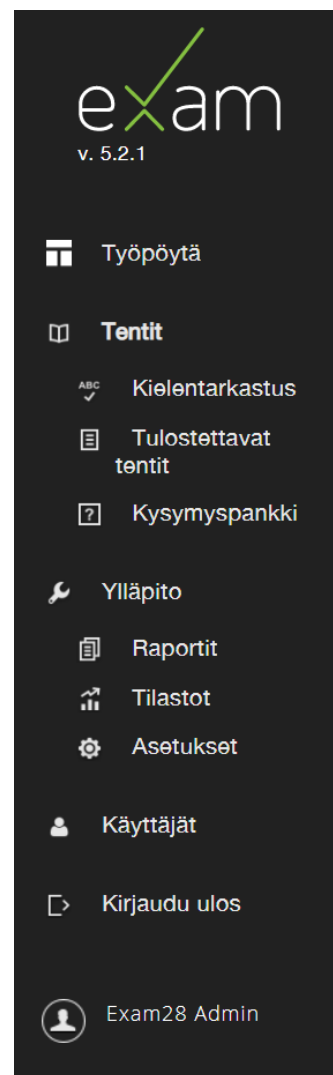 exam
v. 5.2.1
Työpöytä
Tentit
ABC
Kielentarkastus
Tulostettavat
tentit
?
Kysymyspankki
Ylläpito
Raportit
Tilastot
Asetukset
Käyttäjät
Kirjaudu ulos
Exam28 Admin